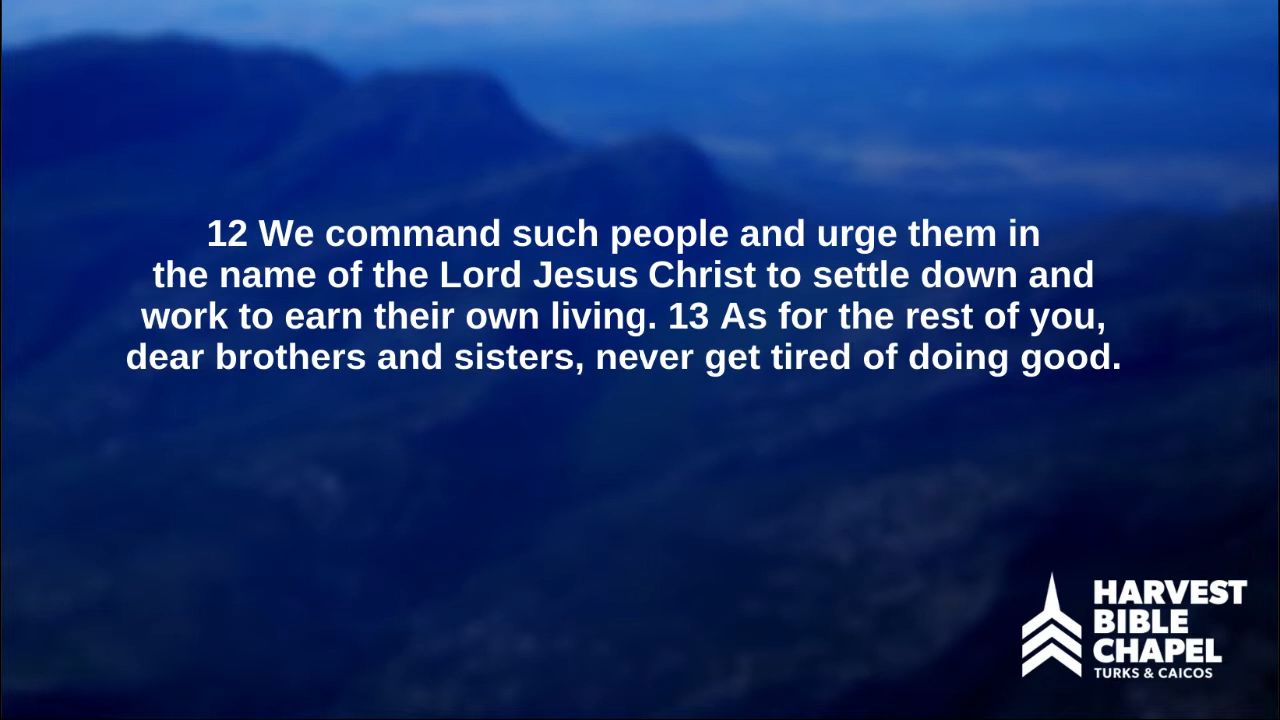 12 We command such people and urge them in
the name of the Lord Jesus Christ to settle down and
work to earn their own living. 13 As for the rest of you,
dear brothers and sisters, never get tired of doing good.
HARVEST
BIBLE
CHAPEL
TURKS & CAICOS